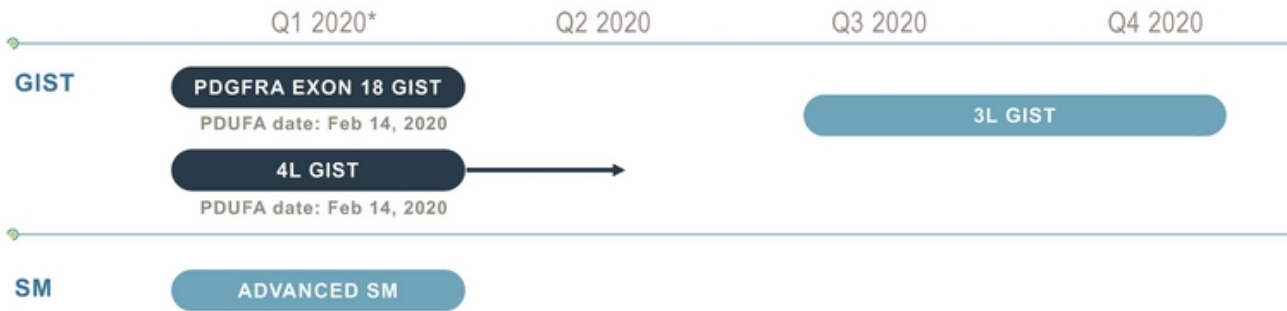 Q1 2020* Q2 2020 Q3 2020 Q4 2020
GIST
PDGFRA EXON 18 GIST
PDUFA date: Feb 14, 2020
3L GIST
4L GIST
PDUFA date: Feb 14, 2020
SM
ADVANCED SM